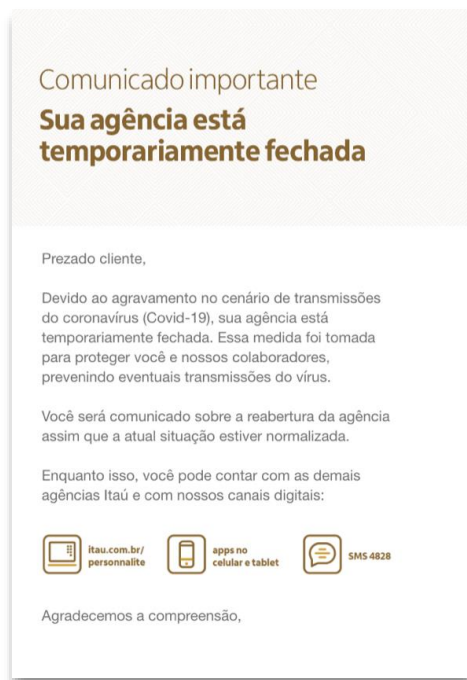 Comunicado importante
Sua agência está
temporariamente fechada
Prezado cliente,
Devido ao agravamento no cenário de transmissões
do coronavírus (Covid-19), sua agência está
temporariamente fechada. Essa medida foi tomada
para proteger você e nossos colaboradores,
prevenindo eventuais transmissões do vírus.
Você será comunicado sobre a reabertura da agência
assim que a atual situação estiver normalizada.
Enquanto isso, você pode contar com as demais
agências Itaú e com nossos canais digitais:
itau.com.br/
personnalite
apps no
celular e tablet
SMS 4828
Agradecemos a compreensão,